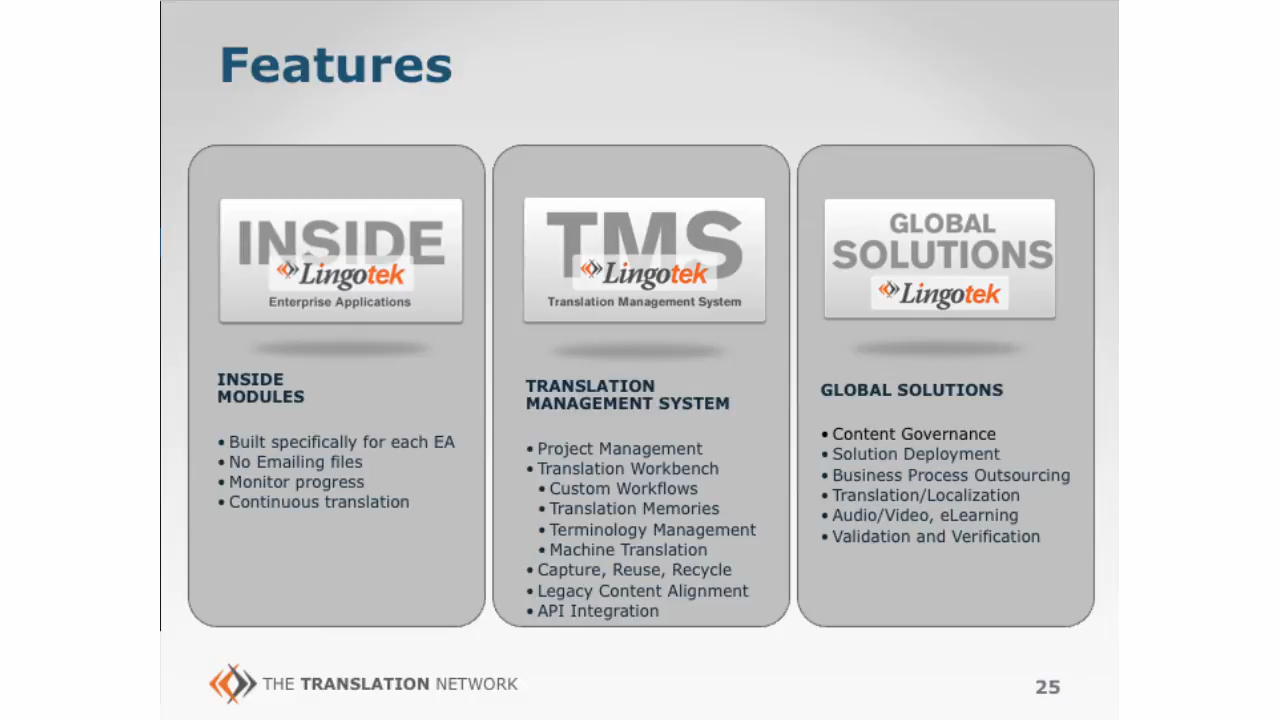 Features
INSIDE
Lingotek
Enterprise Applications
INSIDE
MODULES
• Built specifically for each EA
• No Emailing files
• Monitor progress
• Continuous translation
TMS
Lingotek
Translation Management System
TRANSLATION
MANAGEMENT SYSTEM
• Project Management
• Translation Workbench
• Custom Workflows
• Translation Memories
• Terminology Management
• Machine Translation
• Capture, Reuse, Recycle
• Legacy Content Alignment
• API Integration
GLOBAL
SOLUTIONS
Lingotek
GLOBAL SOLUTIONS
• Content Governance
• Solution Deployment
• Business Process Outsourcing
• Translation/Localization
• Audio/Video, eLearning
• Validation and Verification
THE TRANSLATION NETWORK
25